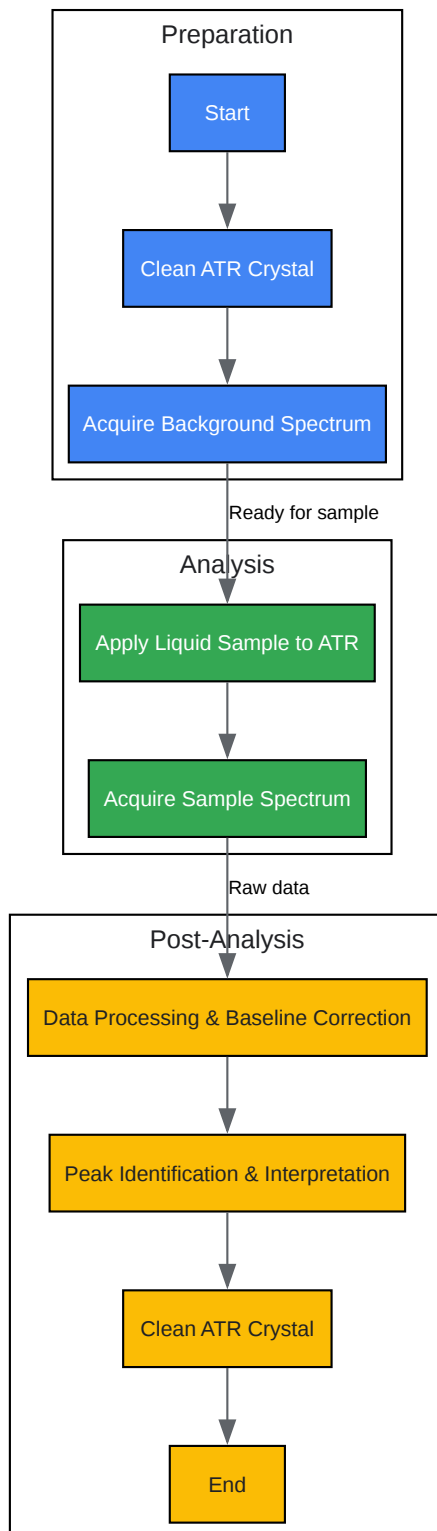 Preparation
Start
Clean ATR Crystal
Acquire Background Spectrum
Ready for sample
Analysis
Apply Liquid Sample to ATR
Acquire Sample Spectrum
Raw data
Post-Analysis
Data Processing & Baseline Correction
Peak Identification & Interpretation
Clean ATR Crystal
End